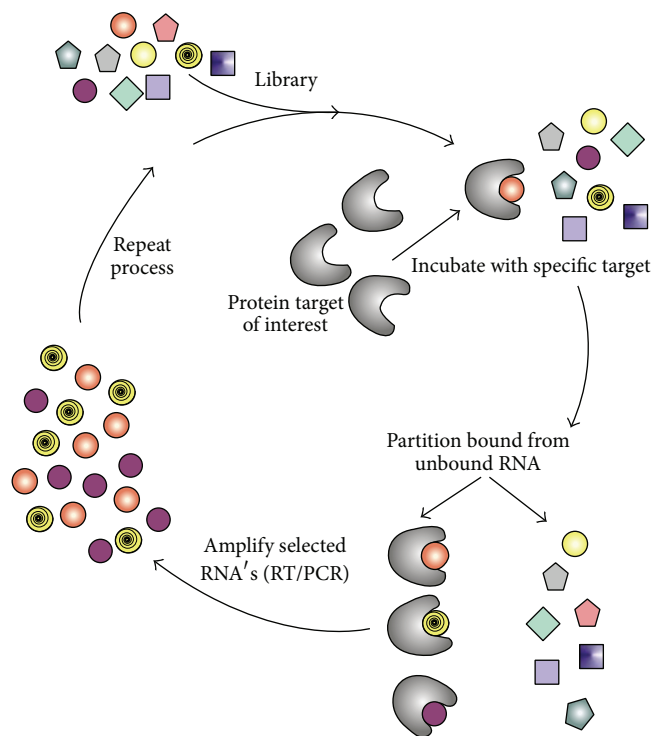 Library
Repeat
process
Protein target
of interest
Incubate with specific target
Partition bound from
unbound RNA
Amplify selected
RNA′s (RT/PCR)